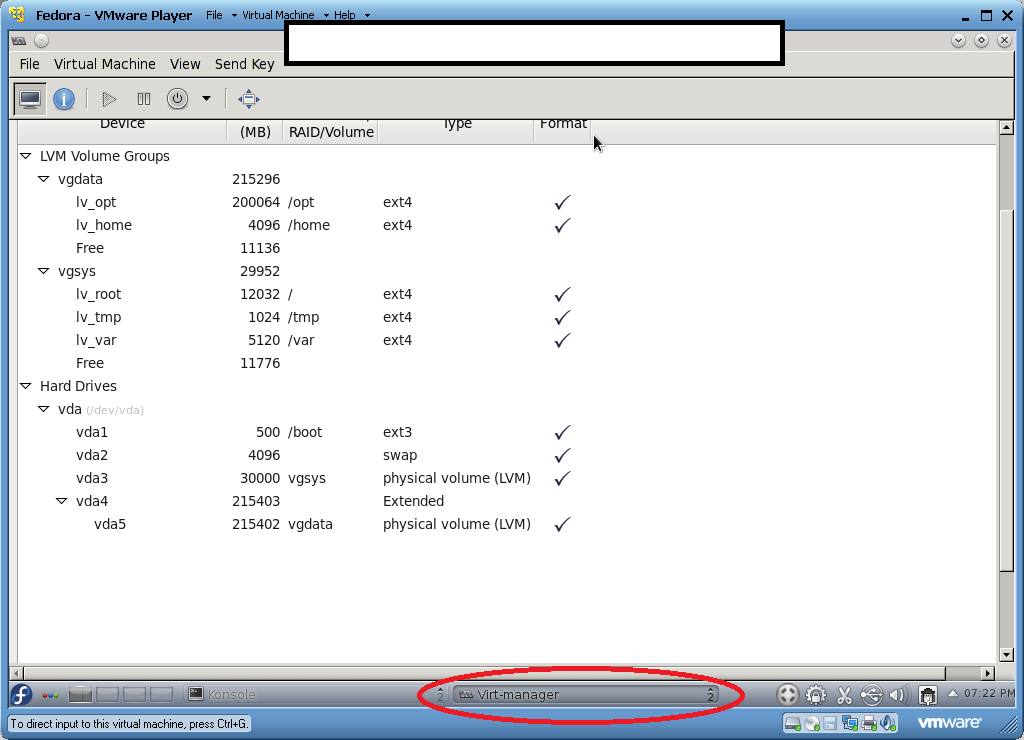 Fedora - VMware Player File Virtual Machine Help
File Virtual Machine View Send Key
Device (MB) RAID/Volume Type Format
LVM Volume Groups
vgdata 215296
lv_opt 200064 /opt ext4
lv_home 4096 /home ext4
Free 11136
vgsys 29952
lv_root 12032 / ext4
lv_tmp 1024 /tmp ext4
lv_var 5120 /var ext4
Free 11776
Hard Drives
vda (/dev/vda)
vda1 500 /boot ext3
vda2 4096 swap
vda3 30000 vgsys physical volume (LVM)
vda4 215403 Extended
vda5 215402 vgdata physical volume (LVM)
Konsole 2 Virt-manager 2 07:22 PM
To direct input to this virtual machine, press Ctrl+G. vmware